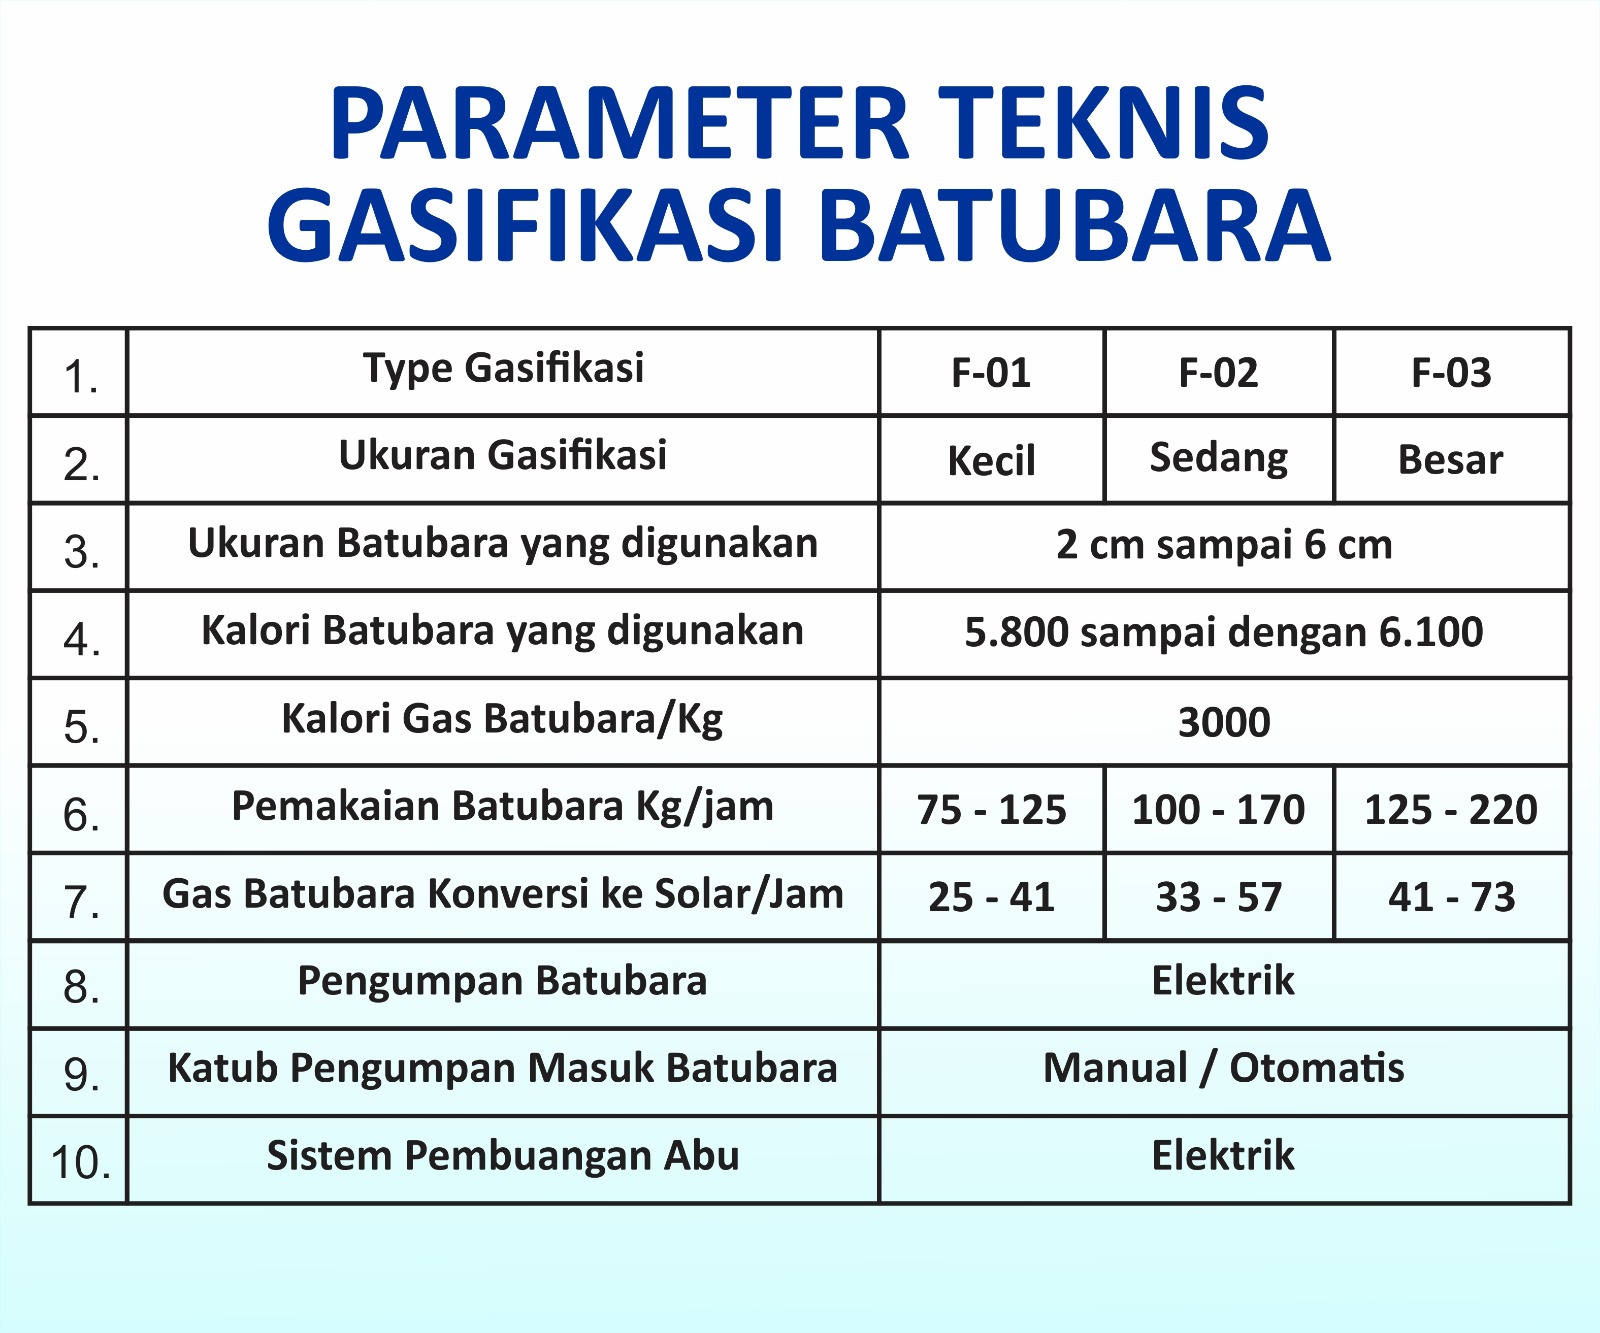 PARAMETER TEKNIS
GASIFIKASI BATUBARA
1. Type Gasifikasi F-01 F-02 F-03
2. Ukuran Gasifikasi Kecil Sedang Besar
3. Ukuran Batubara yang digunakan 2 cm sampai 6 cm
4. Kalori Batubara yang digunakan 5.800 sampai dengan 6.100
5. Kalori Gas Batubara/Kg 3000
6. Pemakaian Batubara Kg/jam 75 - 125 100 - 170 125 - 220
7. Gas Batubara Konversi ke Solar/Jam 25 - 41 33 - 57 41 - 73
8. Pengumpan Batubara Elektrik
9. Katub Pengumpan Masuk Batubara Manual / Otomatis
10. Sistem Pembuangan Abu Elektrik